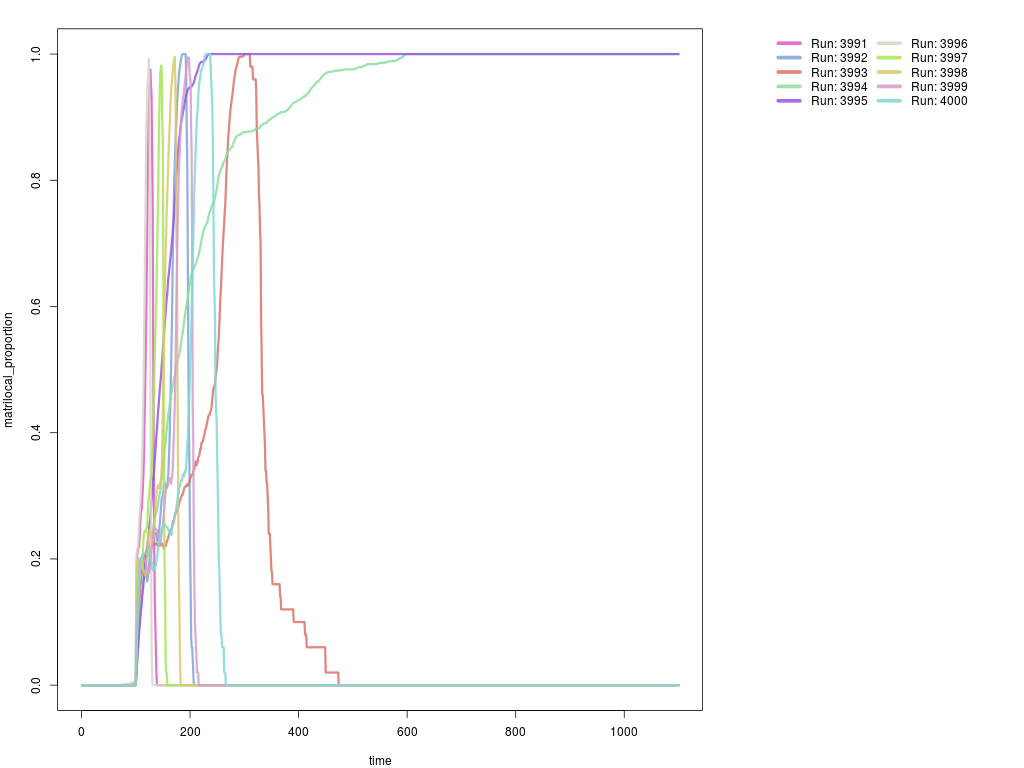 1.0
0.8
0.6
0.4
0.2
0.0
matrilocal_proportion
0 200 400 600 800 1000
time
Run: 3991 Run: 3996
Run: 3992 Run: 3997
Run: 3993 Run: 3998
Run: 3994 Run: 3999
Run: 3995 Run: 4000